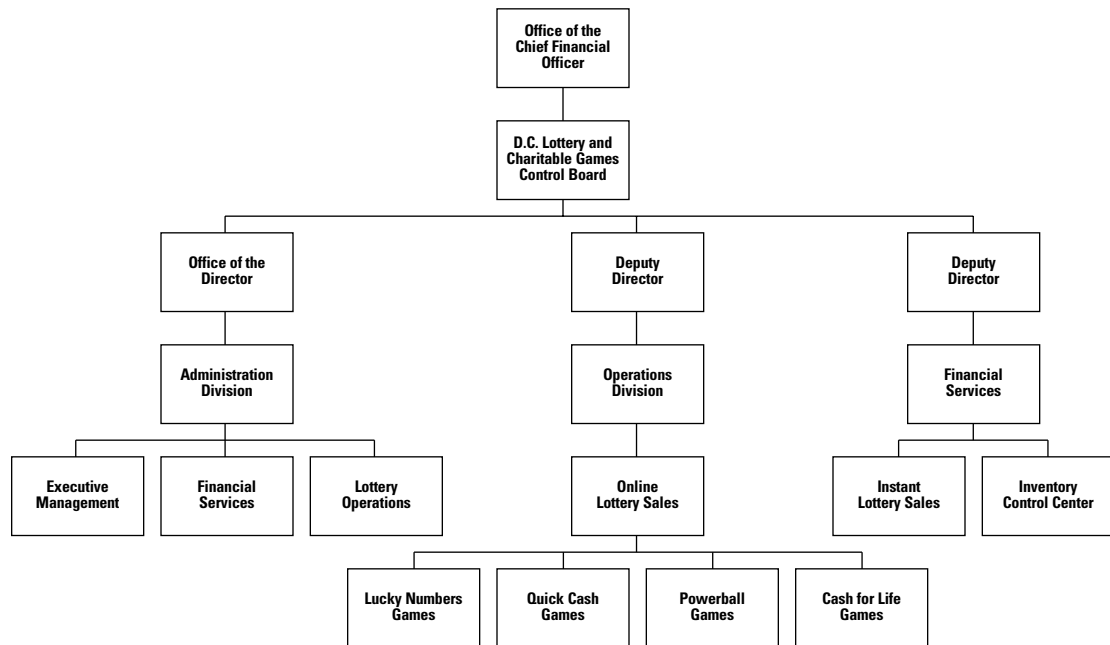 Office of the
Chief Financial
Officer
D.C. Lottery and
Charitable Games
Control Board
Office of the
Director
Deputy
Director
Deputy
Director
Administration
Division
Operations
Division
Financial
Services
Executive
Management
Financial
Services
Lottery
Operations
Online
Lottery Sales
Instant
Lottery Sales
Inventory
Control Center
Lucky Numbers
Games
Quick Cash
Games
Powerball
Games
Cash for Life
Games